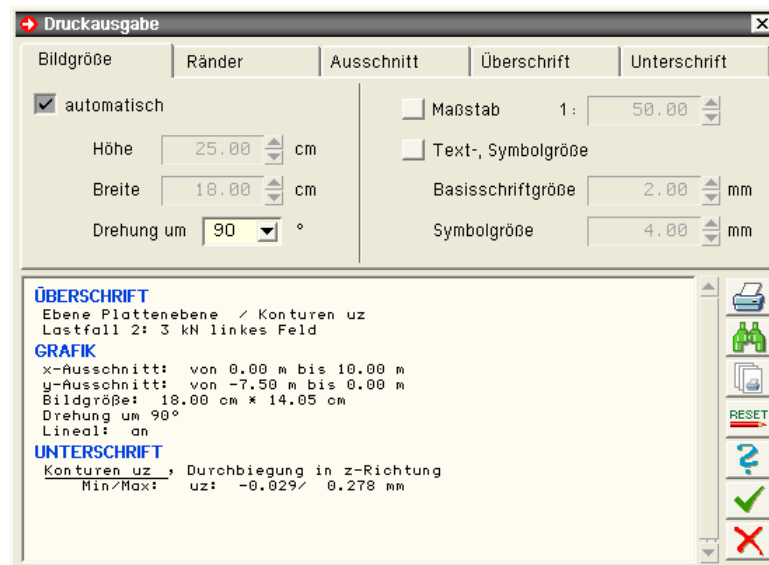 Druckausgabe
Bildgröße Ränder Ausschnitt Überschrift Unterschrift
automatisch
Maßstab 1: 50.00
Höhe 25.00 cm
Text-, Symbolgröße
Breite 18.00 cm
Basisschriftgröße 2.00 mm
Drehung um 90 °
Symbolgröße 4.00 mm
ÜBERSCHRIFT
Ebene Plattenebene / Konturen uz
Lastfall 2: 3 kN linkes Feld
GRAFIK
x-Ausschnitt: von 0.00 m bis 10.00 m
y-Ausschnitt: von -7.50 m bis 0.00 m
Bildgröße: 18.00 cm * 14.05 cm
Drehung um 90°
Lineal: an
UNTERSCHRIFT
Konturen uz , Durchbiegung in z-Richtung
Min/Max: uz: -0.029/ 0.278 mm
RESET